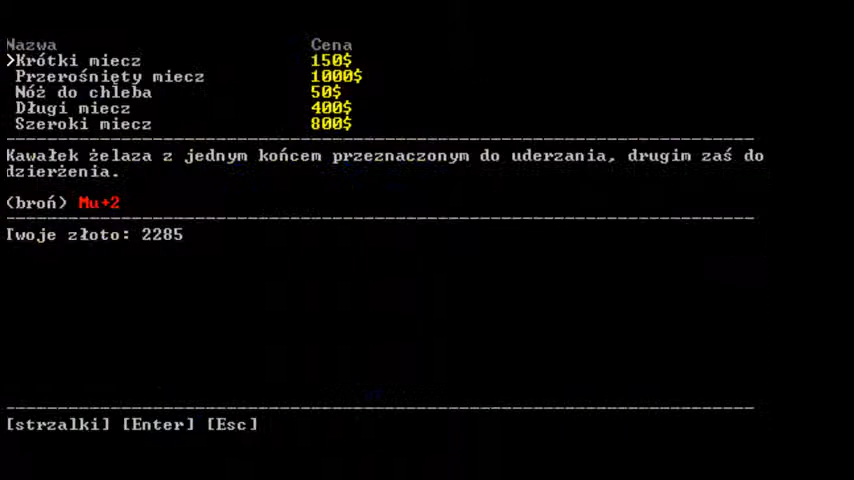 Nazwa Cena
>Krótki miecz 150$
Przerośnięty miecz 1000$
Nóż do chleba 50$
Długi miecz 400$
Szeroki miecz 800$
Kawałek żelaza z jednym końcem przeznaczonym do uderzania, drugim zaś do
dzierżenia.
(broń) Mu+2
Twoje złoto: 2285
[strzalki] [Enter] [Esc]